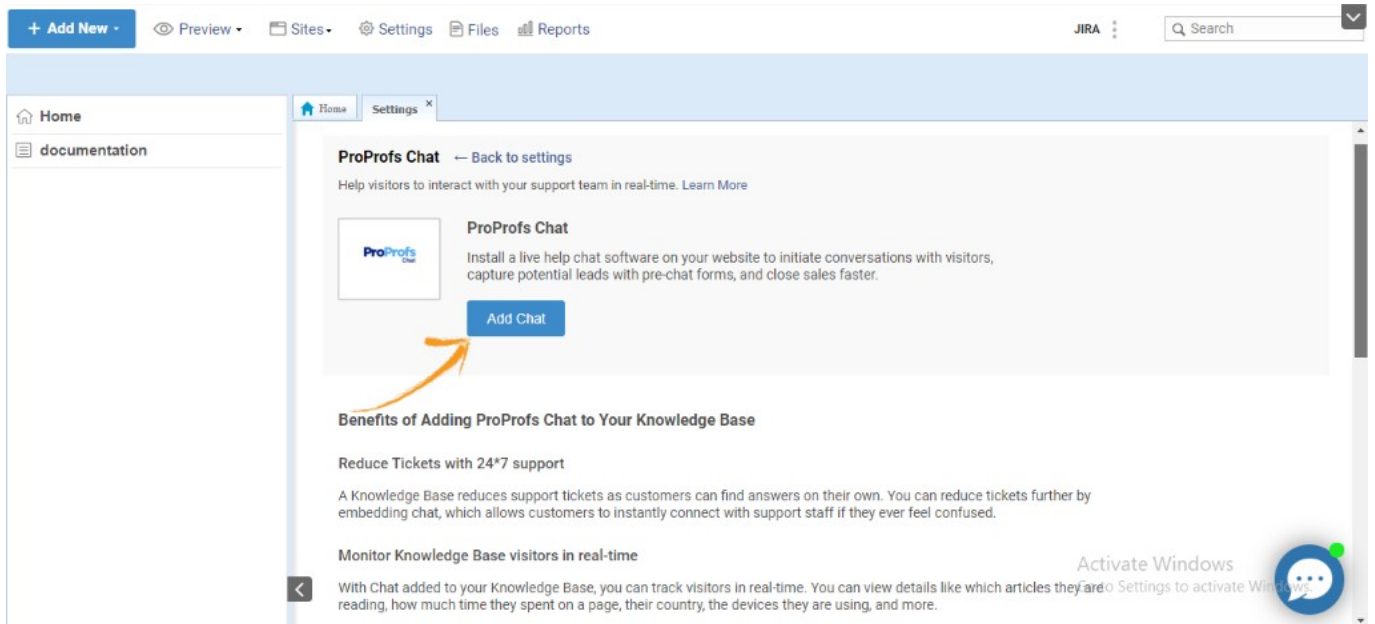 + Add New
Preview
Sites
Settings
Files
Reports
JIRA
Search
Home
documentation
Home
Settings ×
ProProfs Chat ← Back to settings
Help visitors to interact with your support team in real-time. Learn More
ProProfs
Chat
ProProfs Chat
Install a live help chat software on your website to initiate conversations with visitors,
capture potential leads with pre-chat forms, and close sales faster.
Add Chat
Benefits of Adding ProProfs Chat to Your Knowledge Base
Reduce Tickets with 24*7 support
A Knowledge Base reduces support tickets as customers can find answers on their own. You can reduce tickets further by
embedding chat, which allows customers to instantly connect with support staff if they ever feel confused.
Monitor Knowledge Base visitors in real-time
With Chat added to your Knowledge Base, you can track visitors in real-time. You can view details like which articles they are
reading, how much time they spent on a page, their country, the devices they are using, and more.
Activate Windows
Go to Settings to activate Windows.